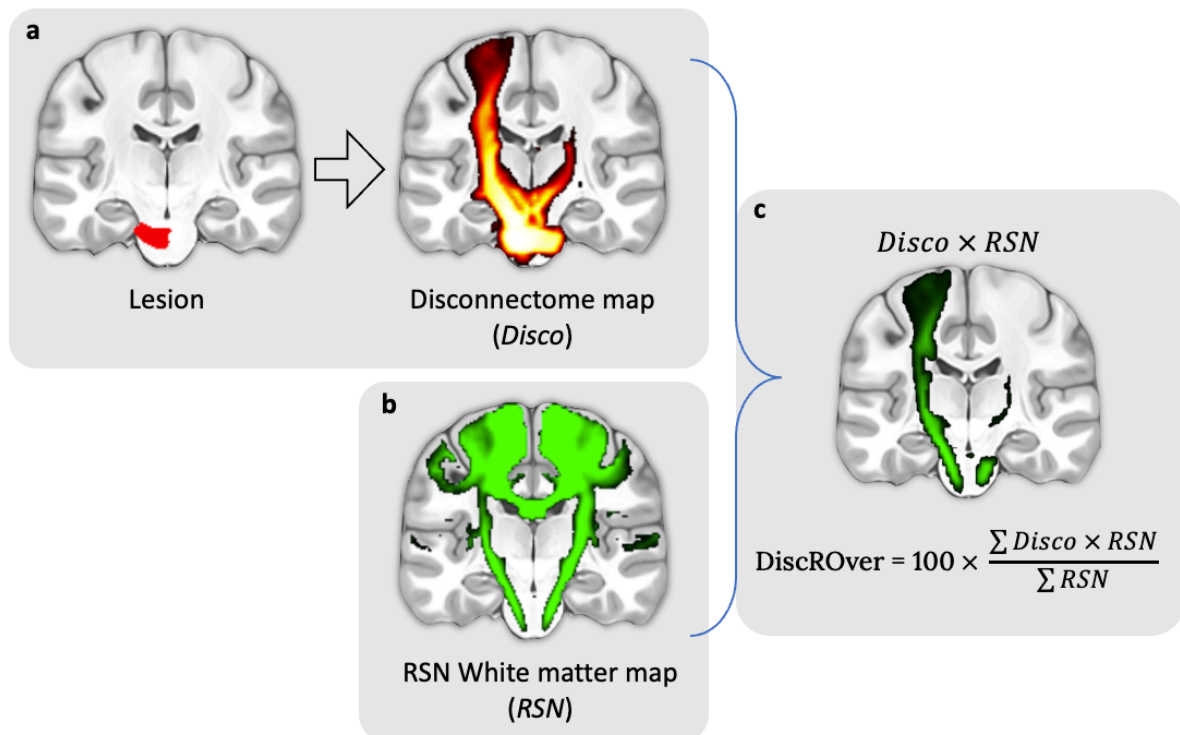 a
Lesion
Disconnectome map
(Disco)
b
RSN White matter map
(RSN)
c
Disco × RSN
DiscROver = 100 × ∑ Disco × RSN / ∑ RSN